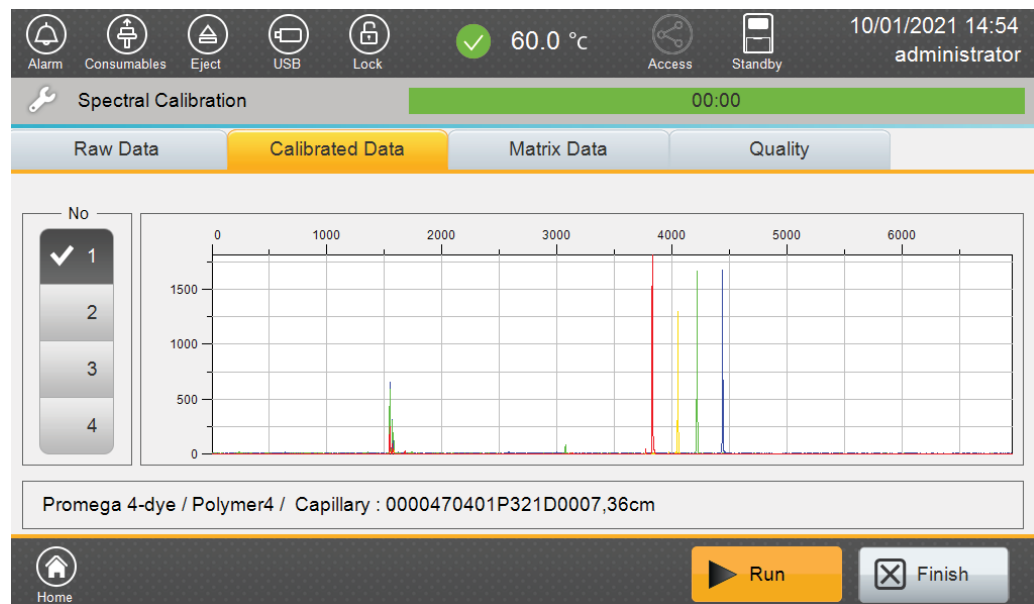 10/01/2021 14:54
60.0 °c
administrator
Alarm Consumables Eject USB Lock Access Standby
Spectral Calibration 00:00
Raw Data Calibrated Data Matrix Data Quality
No
0 1000 2000 3000 4000 5000 6000
1
1500
2
1000
3
500
4
0
Promega 4-dye / Polymer4 / Capillary : 0000470401P321D0007,36cm
Run Finish
Home